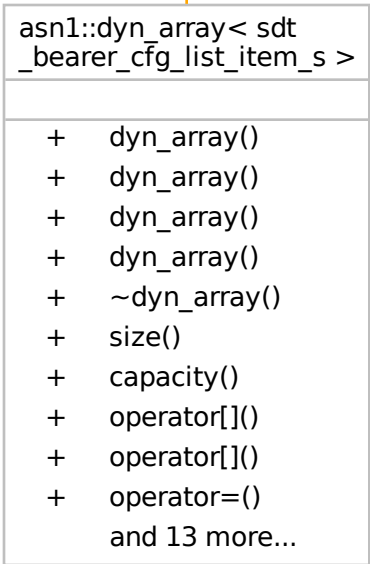 asn1::dyn_array< sdt
_bearer_cfg_list_item_s >
+ dyn_array()
+ dyn_array()
+ dyn_array()
+ dyn_array()
+ ~dyn_array()
+ size()
+ capacity()
+ operator[]()
+ operator[]()
+ operator=()
and 13 more...